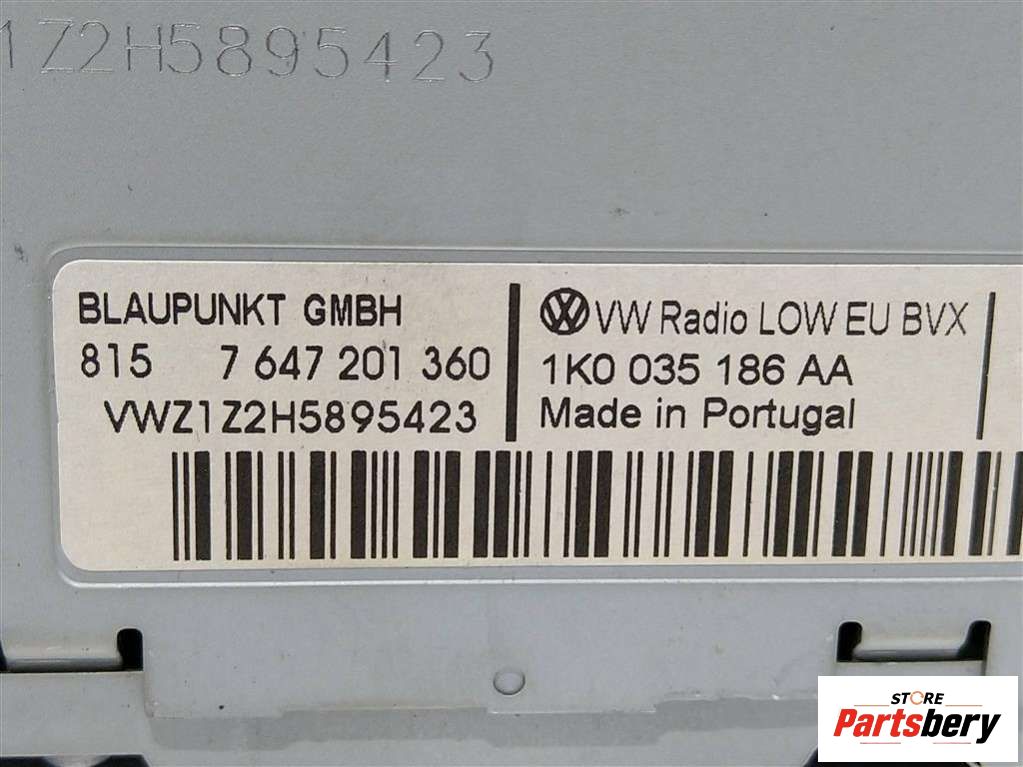 1Z2H5895423
BLAUPUNKT GMBH
815 7 647 201 360
VWZ1Z2H5895423
VW Radio LOW EU BVX
1K0 035 186 AA
Made in Portugal
STORE
Partsbery